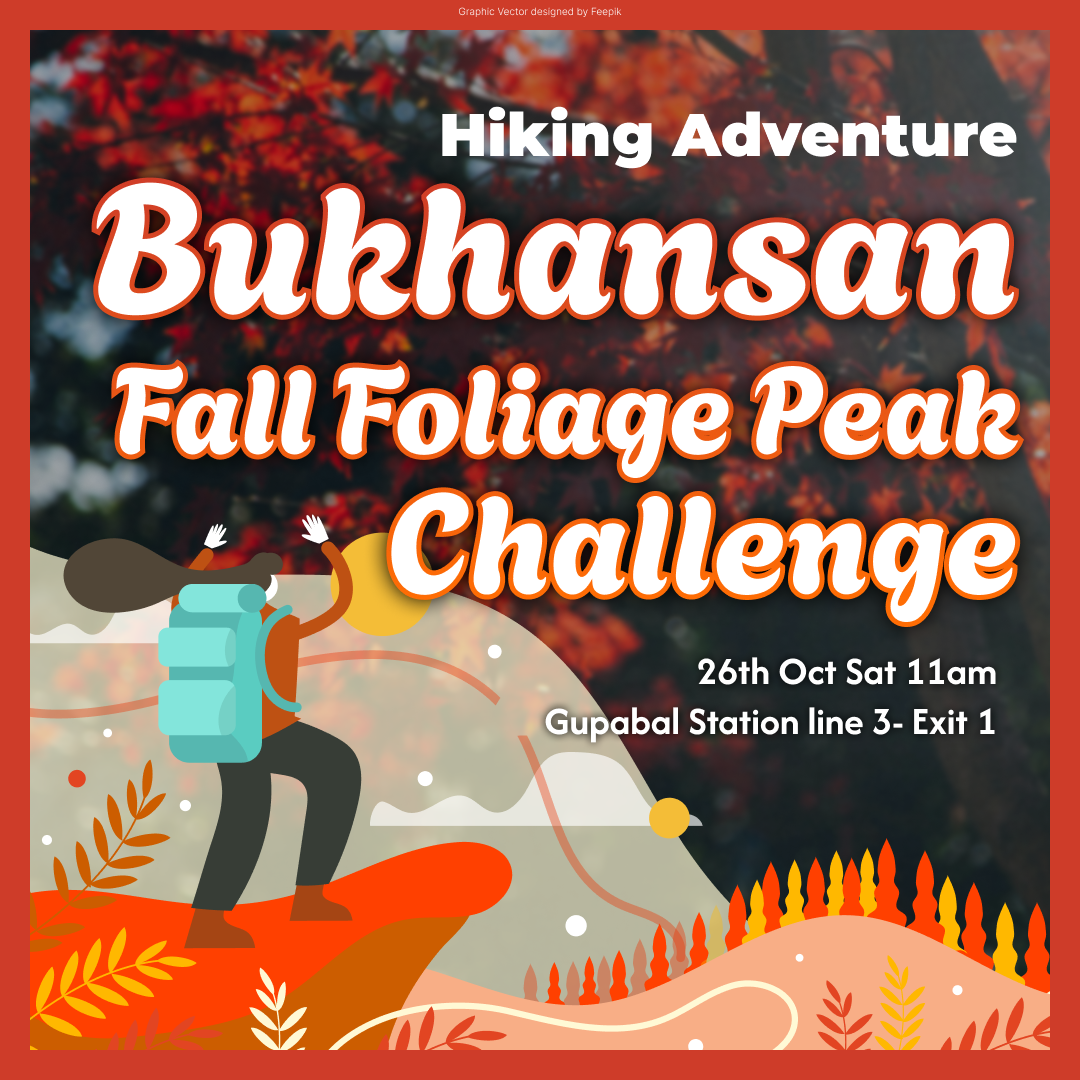 Graphic Vector designed by Feepik
Hiking Adventure
Bukhansan
Fall Foliage Peak
Challenge
26th Oct Sat 11am
Gupabal Station line 3- Exit 1